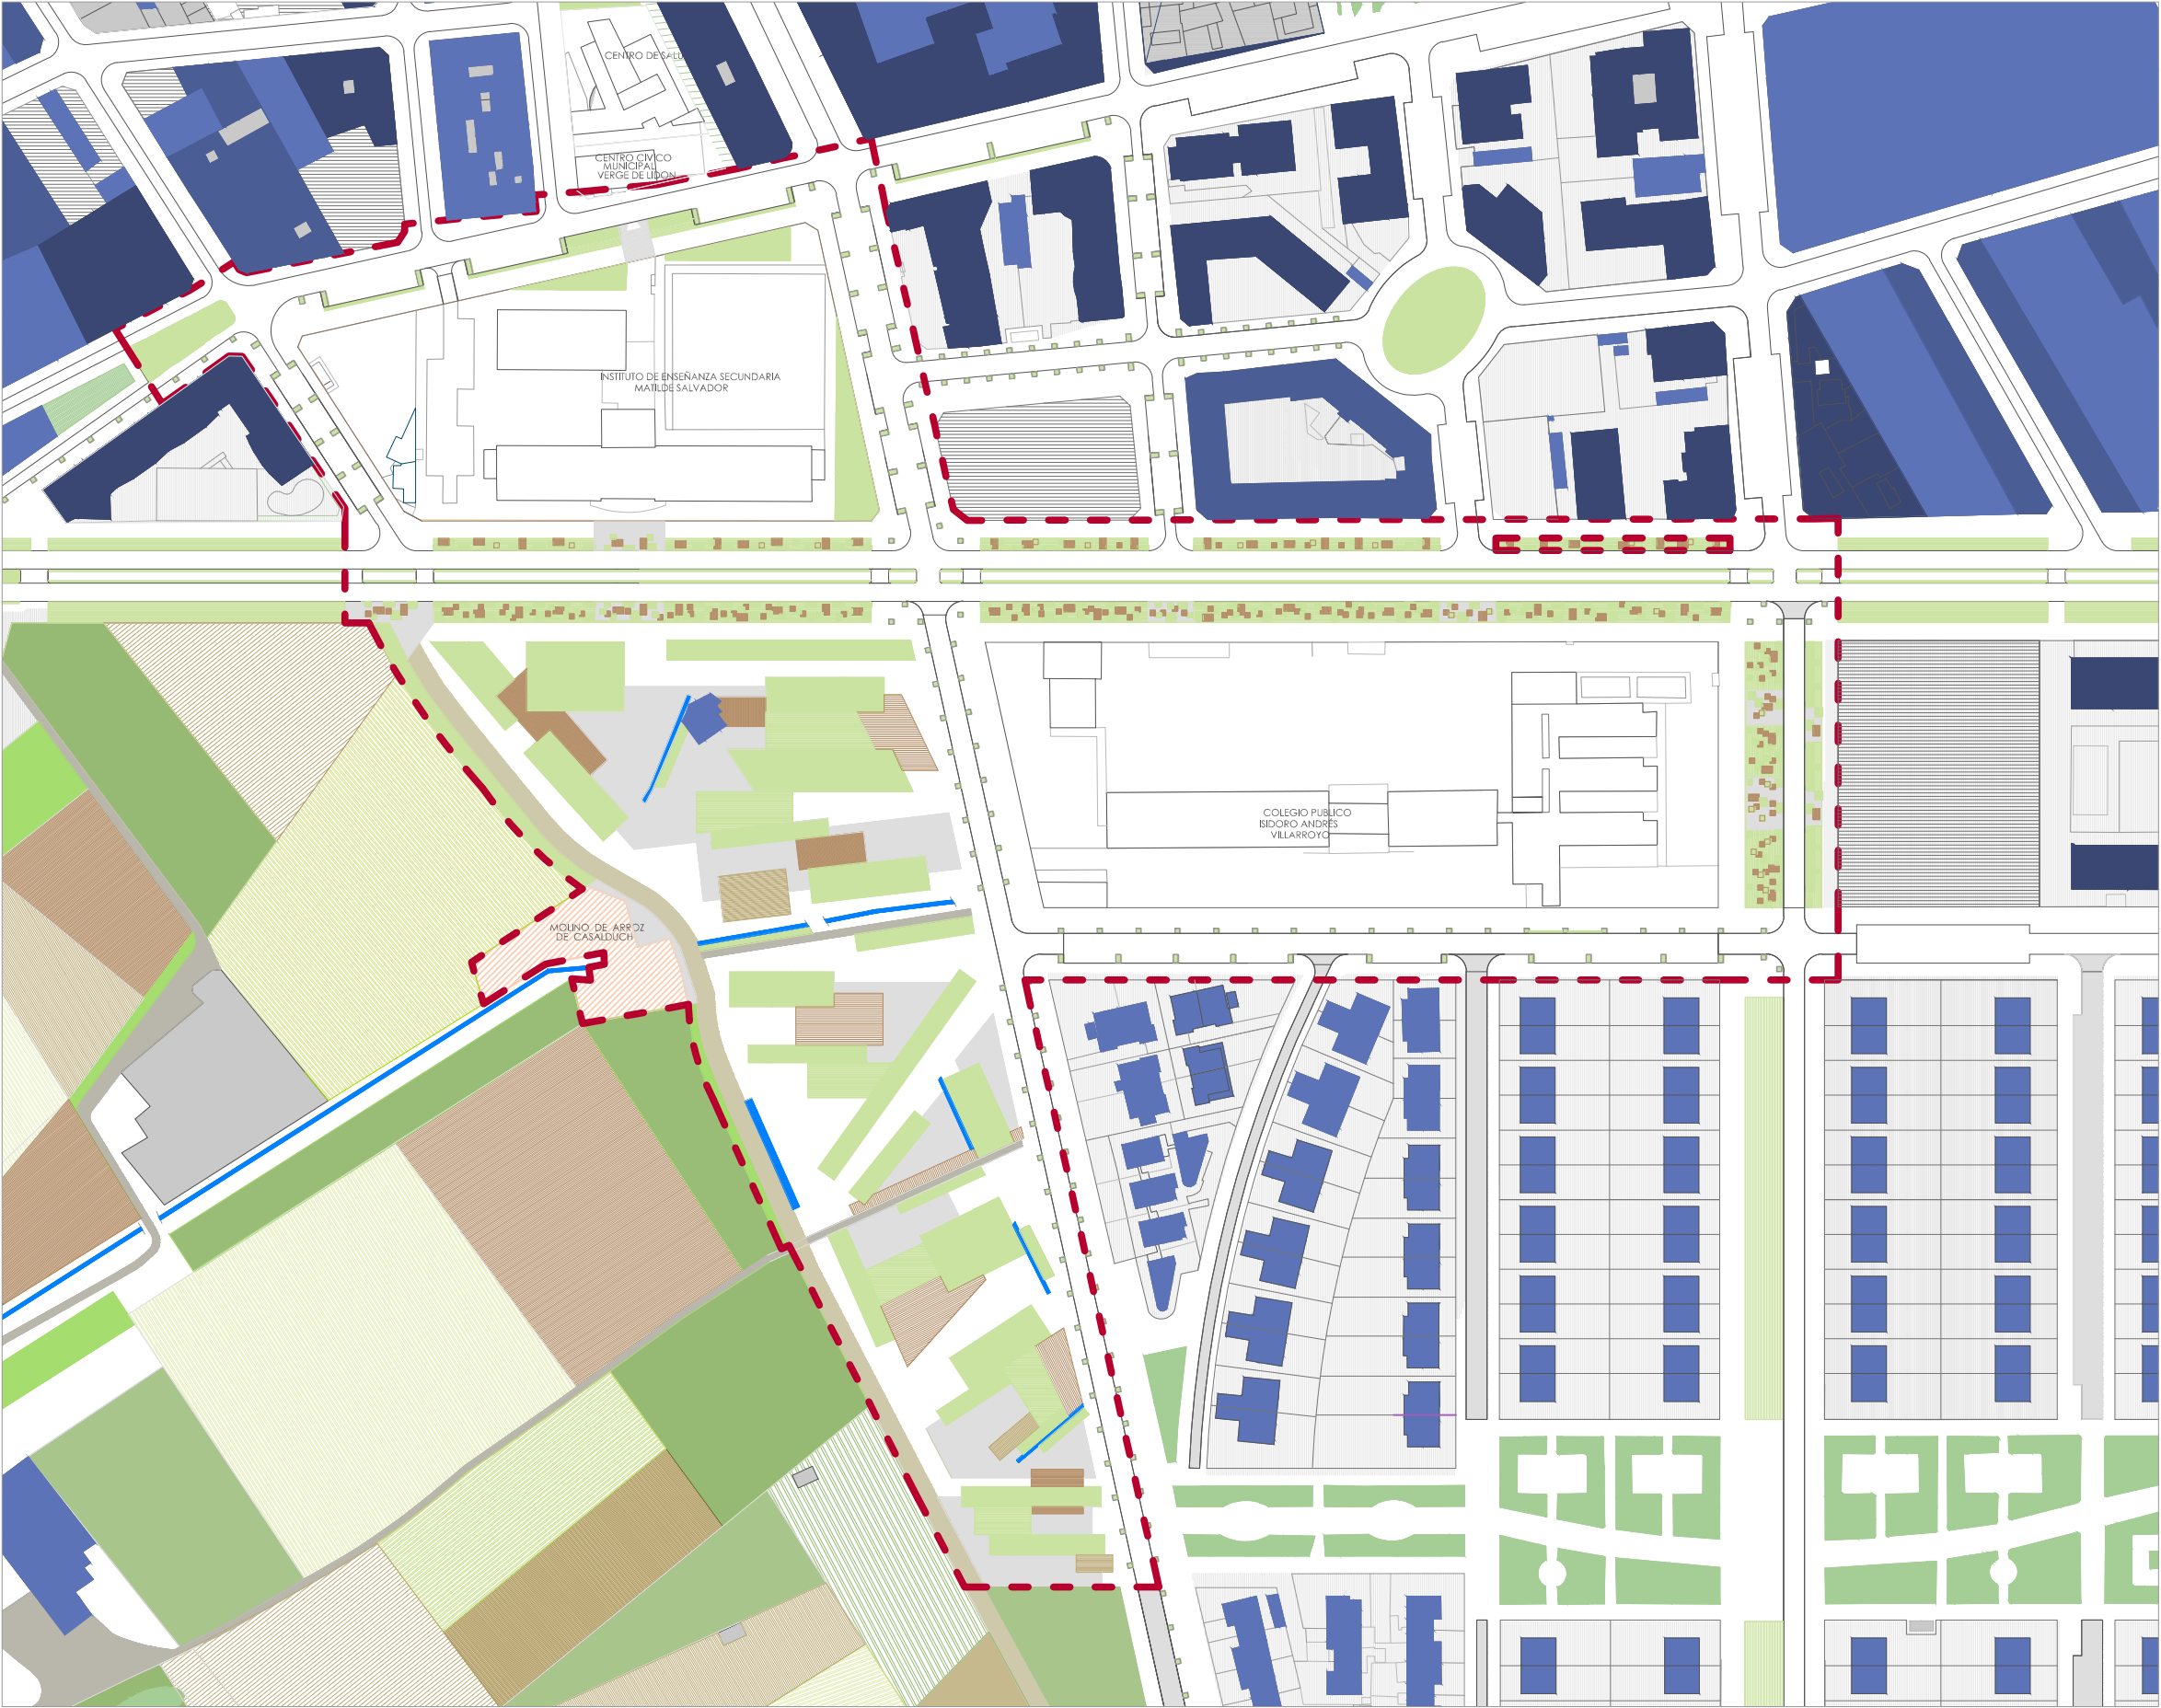 CENTRO DE SALU
CENTRO CIVICO
MUNICIPAL
VERGE DE LIDON
INSTITUTO DE ENSEÑANZA SECUNDARIA
MATILDE SALVADOR
COLEGIO PUBLICO
ISIDORO ANDRÉS
VILLARROYO
MOLINO DE ARROZ
DE CASALDUCH